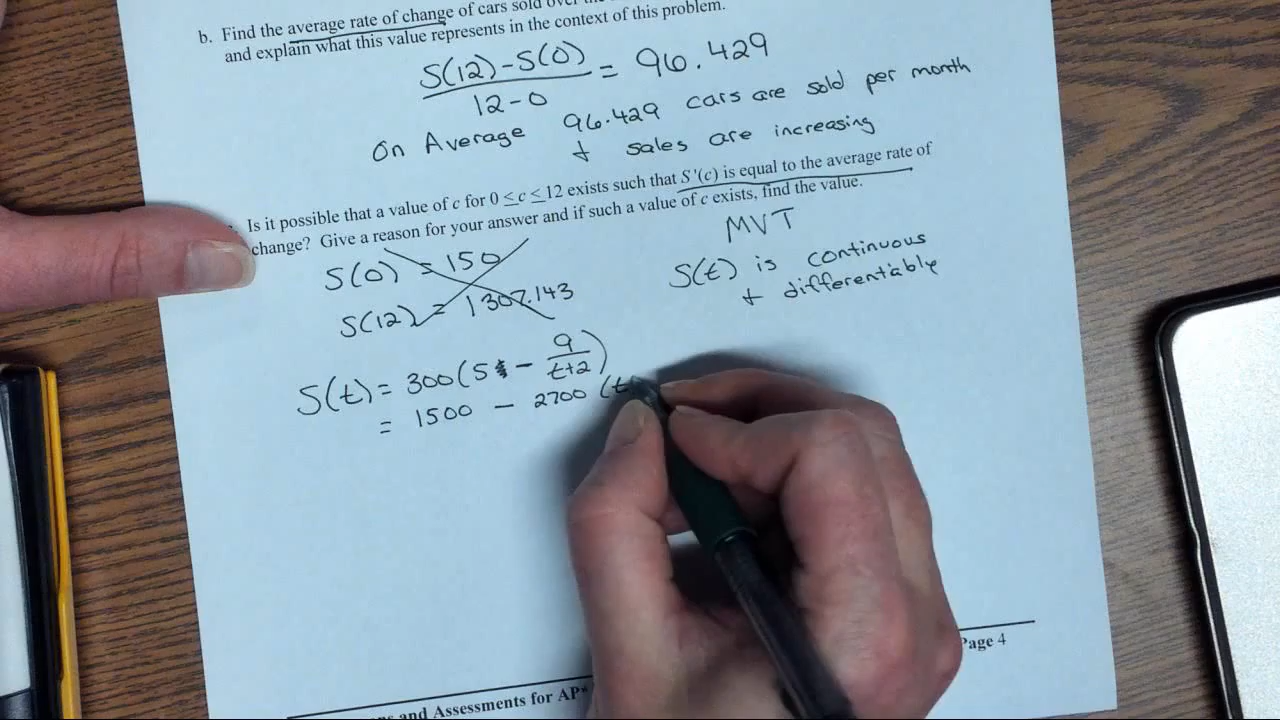 b. Find the average rate of change of cars sold over the
and explain what this value represents in the context of this problem.
S(12)-S(0) / 12-0 = 96.429
On Average 96.429 cars are sold per month
+ sales are increasing
Is it possible that a value of c for 0 ≤ c ≤ 12 exists such that S'(c) is equal to the average rate of
change? Give a reason for your answer and if such a value of c exists, find the value.
MVT
S(0) = 150
S(t) is continuous
+ differentiable
S(12) = 1307.143
S(t) = 300(5 - 9/(t+2))
= 1500 - 2700 (t
Page 4
and Assessments for AP*